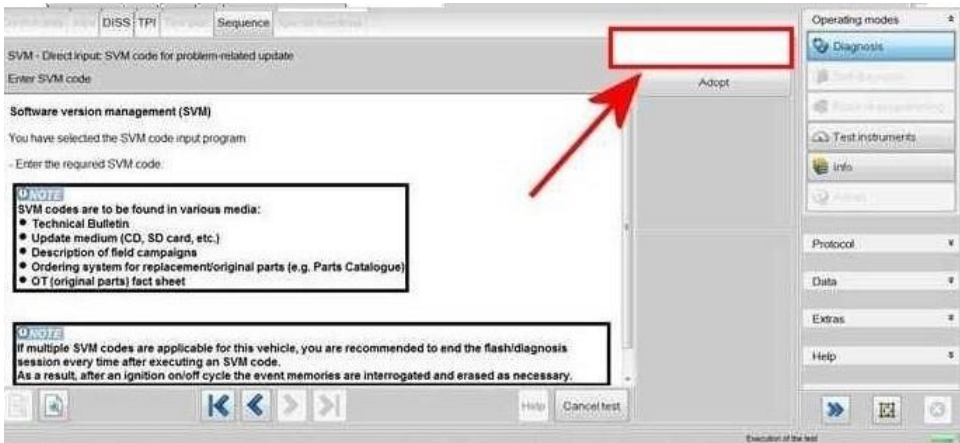 DISS TPI Sequence
SVM - Direct input: SVM code for problem-related update
Enter SVM code
Adopt
Software version management (SVM)
You have selected the SVM code input program
- Enter the required SVM code.
NOTE
SVM codes are to be found in various media:
• Technical Bulletin
• Update medium (CD, SD card, etc.)
• Description of field campaigns
• Ordering system for replacement/original parts (e.g. Parts Catalogue)
• OT (original parts) fact sheet
NOTE
If multiple SVM codes are applicable for this vehicle, you are recommended to end the flash/diagnosis
session every time after executing an SVM code.
As a result, after an ignition on/off cycle the event memories are interrogated and erased as necessary.
Help Cancel test
Operating modes
Diagnosis
Test instruments
Info
Protocol
Data
Extras
Help
Execution of the test